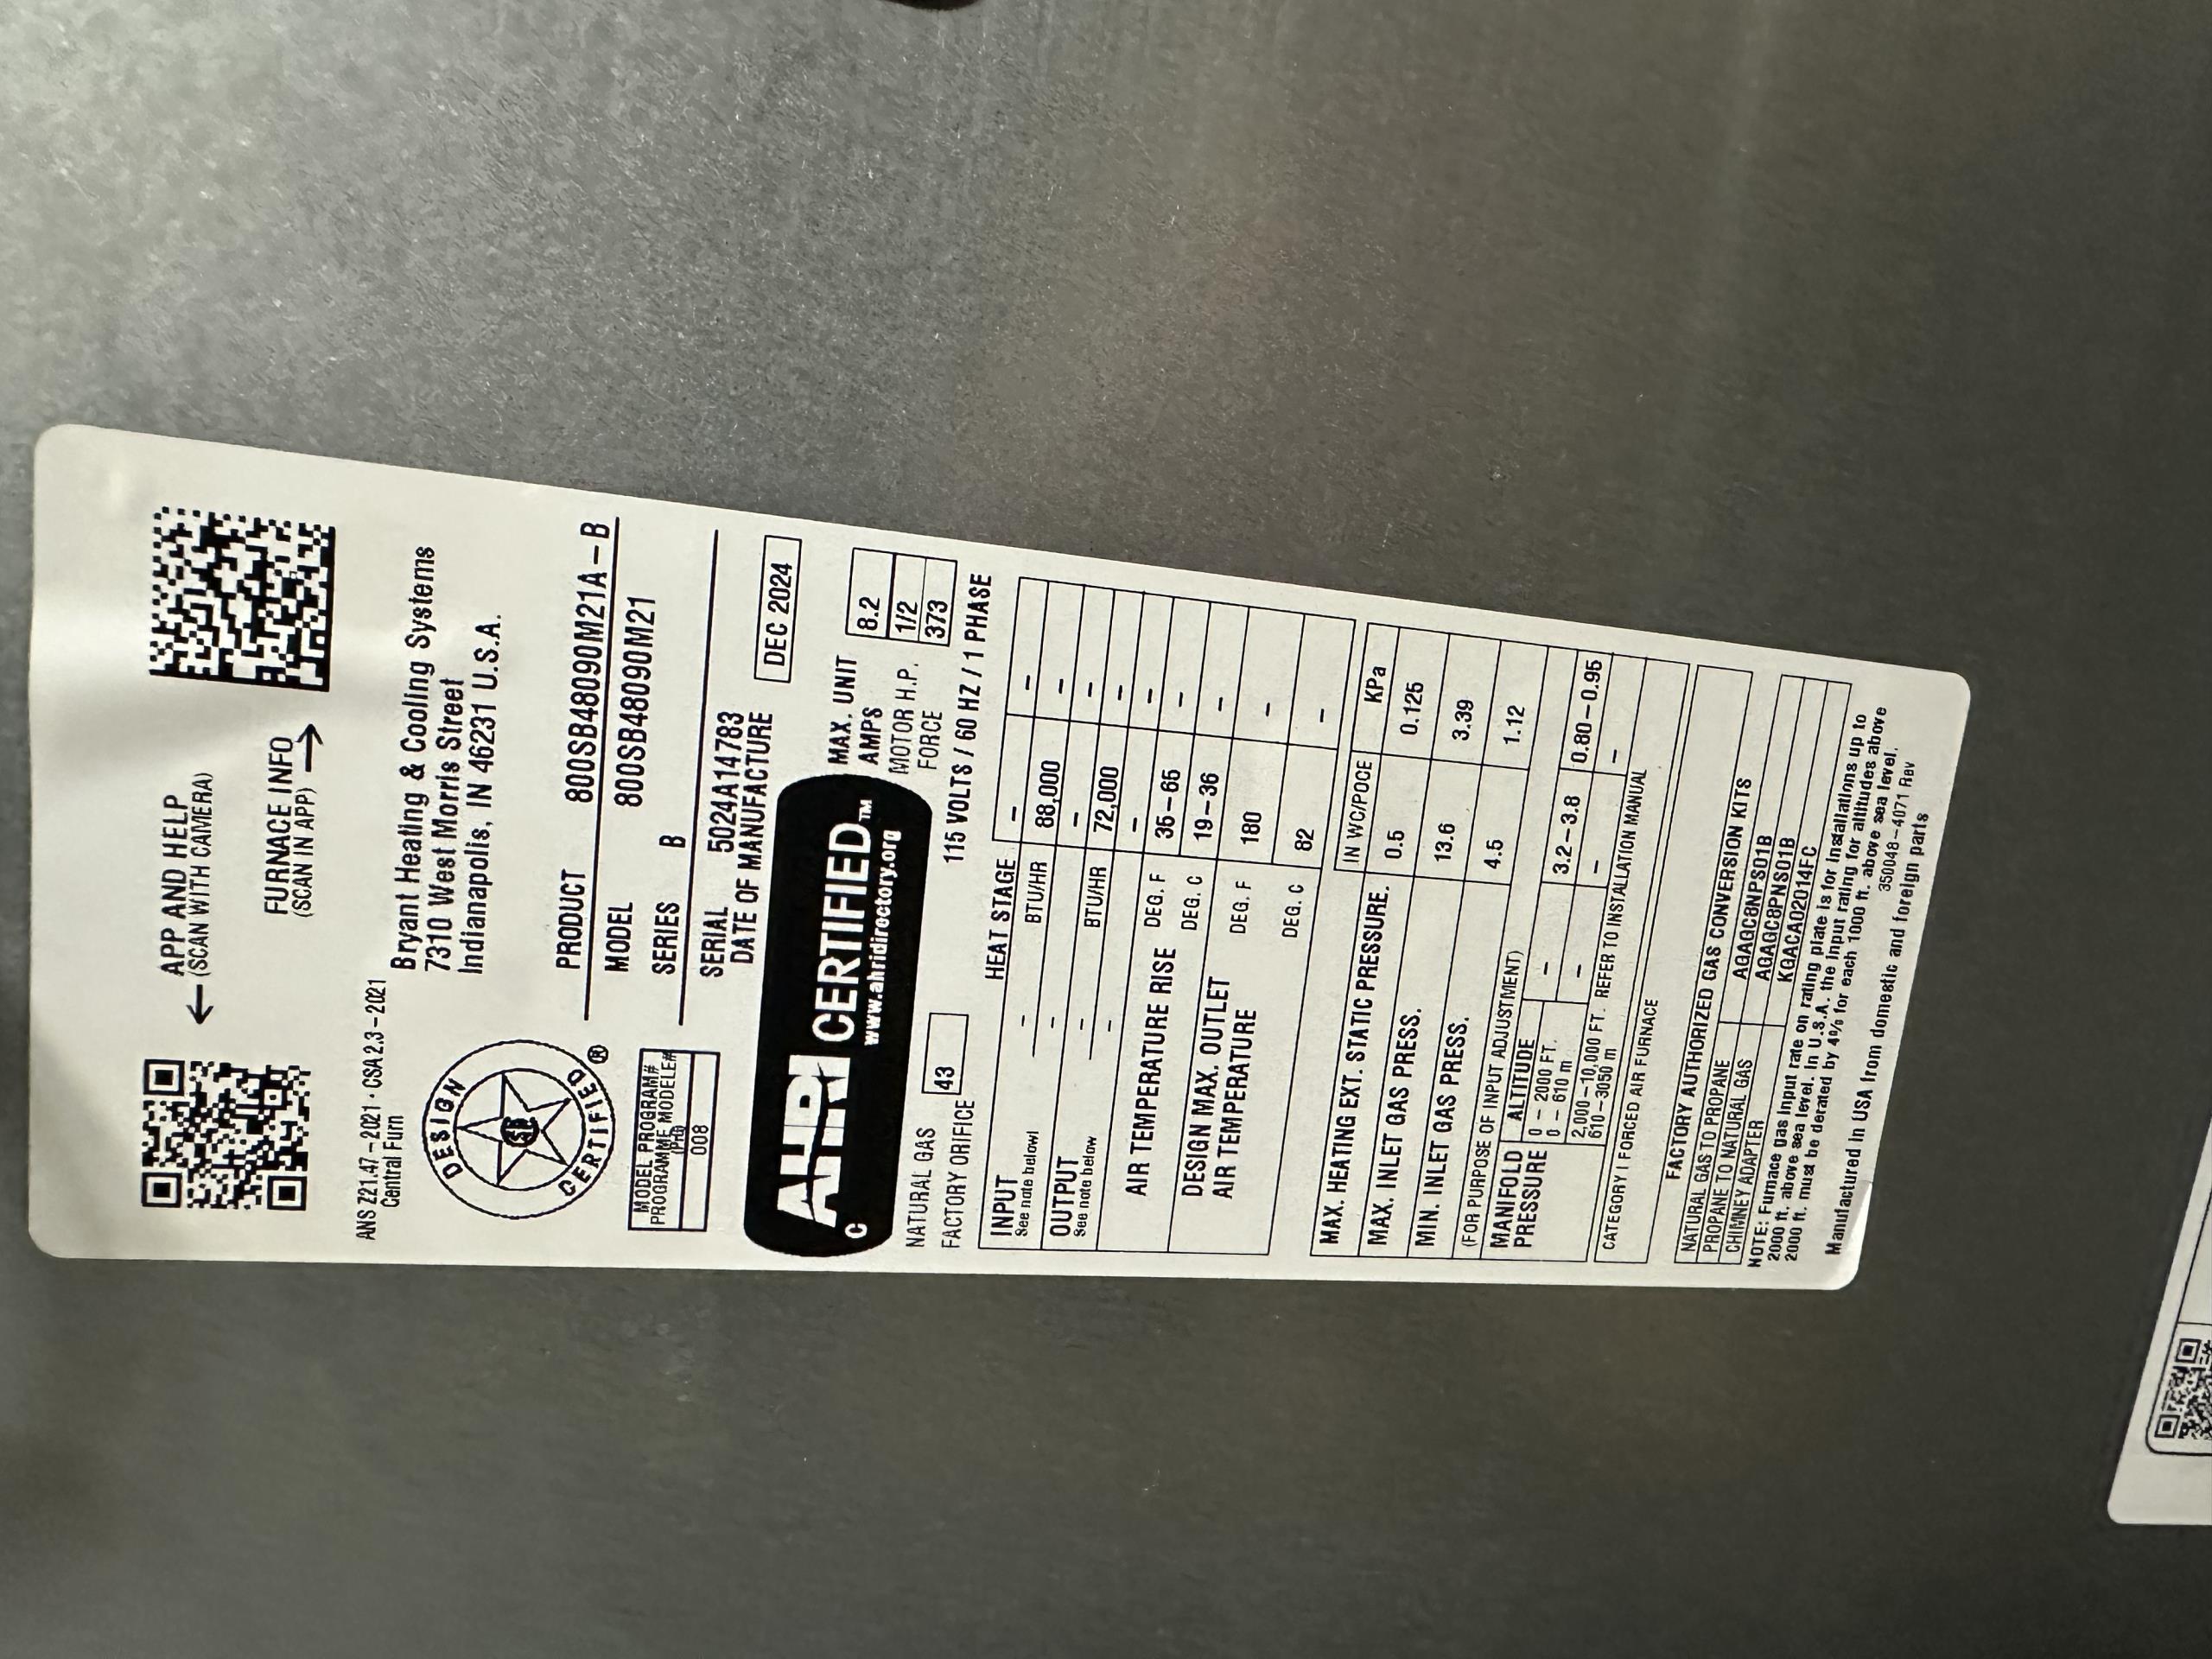 APP AND HELP
(SCAN WITH CAMERA)
FURNACE INFO
(SCAN IN APP)
ANS Z21.47-2021 · CSA 2.3-2021
Central Furn
Bryant Heating & Cooling Systems
7310 West Morris Street
Indianapolis, IN 46231 U.S.A.
DESIGN CERTIFIED ®
PRODUCT 800SB48090M21A-B
MODEL 800SB48090M21
SERIES B
SERIAL 5024A14783
DATE OF MANUFACTURE DEC 2024
MODEL PROGRAM#
PROGRAMME MODELE#
008
C AHRI CERTIFIED™
www.ahridirectory.org
MAX. UNIT AMPS 8.2
MOTOR H.P. 1/2
FORCE 373
115 VOLTS / 60 HZ / 1 PHASE
NATURAL GAS
FACTORY ORIFICE 43
HEAT STAGE - -
INPUT - BTU/HR 88,000 -
See note below! - - -
OUTPUT - BTU/HR 72,000 -
See note below - - -
AIR TEMPERATURE RISE DEG. F 35-65 -
DEG. C 19-36 -
DESIGN MAX. OUTLET
AIR TEMPERATURE DEG. F 180 -
DEG. C 82 -
IN WC/POCE KPa
MAX. HEATING EXT. STATIC PRESSURE. 0.5 0.125
MAX. INLET GAS PRESS. 13.6 3.39
MIN. INLET GAS PRESS. 4.5 1.12
(FOR PURPOSE OF INPUT ADJUSTMENT)
MANIFOLD PRESSURE ALTITUDE
0 - 2000 FT. - 3.2-3.8 0.80-0.95
0 - 610 m - - -
2,000-10,000 FT. REFER TO INSTALLATION MANUAL
610-3050 m
CATEGORY I FORCED AIR FURNACE
FACTORY AUTHORIZED GAS CONVERSION KITS
NATURAL GAS TO PROPANE AGAGC8NPS01B
PROPANE TO NATURAL GAS AGAGC8PNS01B
CHIMNEY ADAPTER KGACA02014FC
NOTE: Furnace gas input rate on rating plate is for installations up to
2000 ft. above sea level. In U.S.A. the input rating for altitudes above
2000 ft. must be derated by 4% for each 1000 ft. above sea level.
350048-4071 Rev
Manufactured in USA from domestic and foreign parts